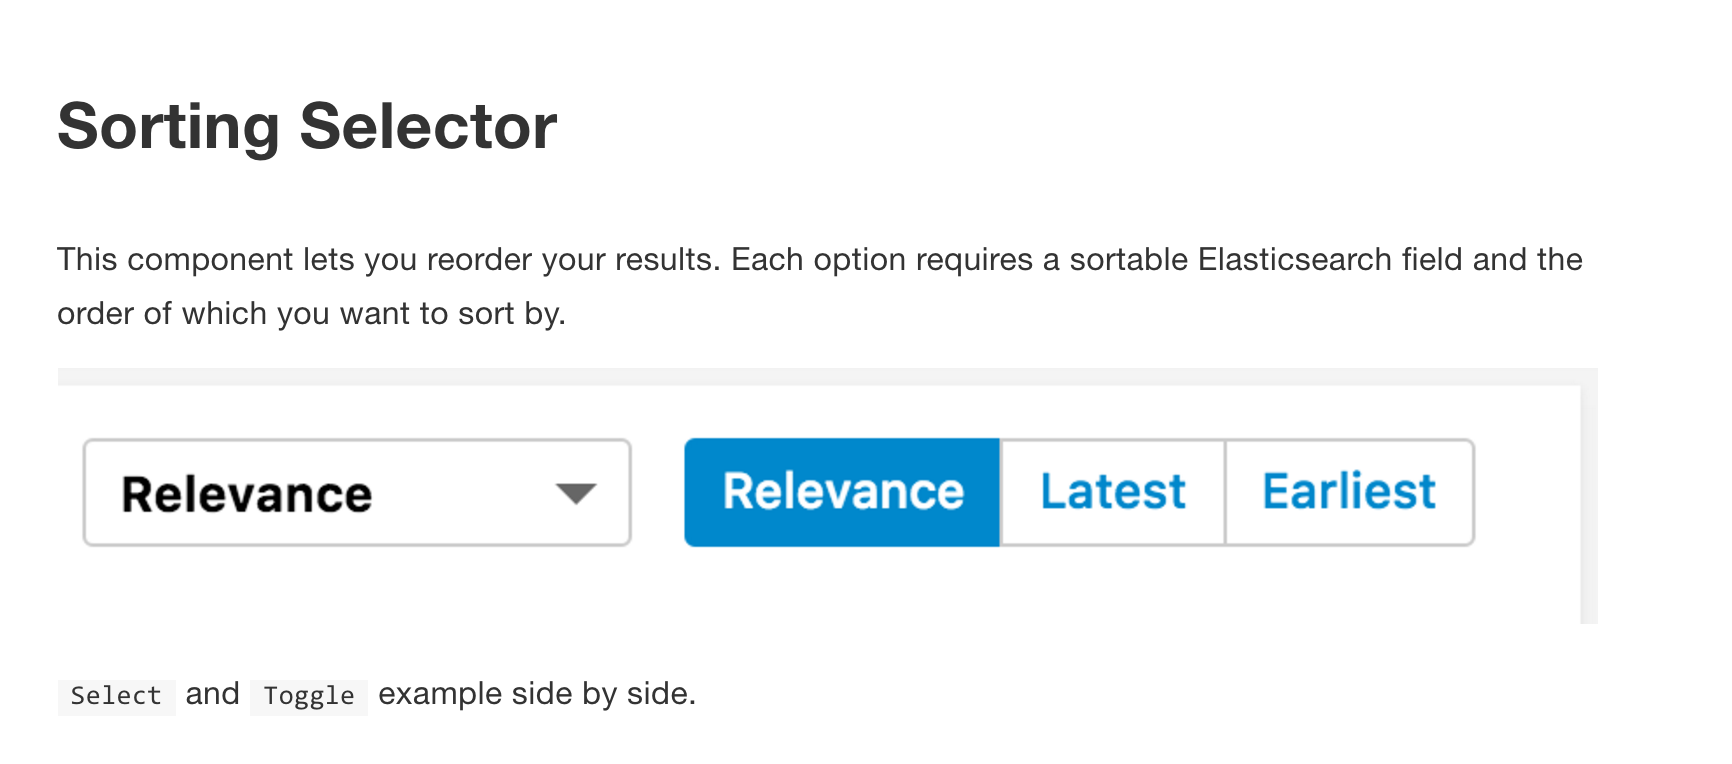 Sorting Selector
This component lets you reorder your results. Each option requires a sortable Elasticsearch field and the
order of which you want to sort by.
Relevance Relevance Latest Earliest
Select and Toggle example side by side.